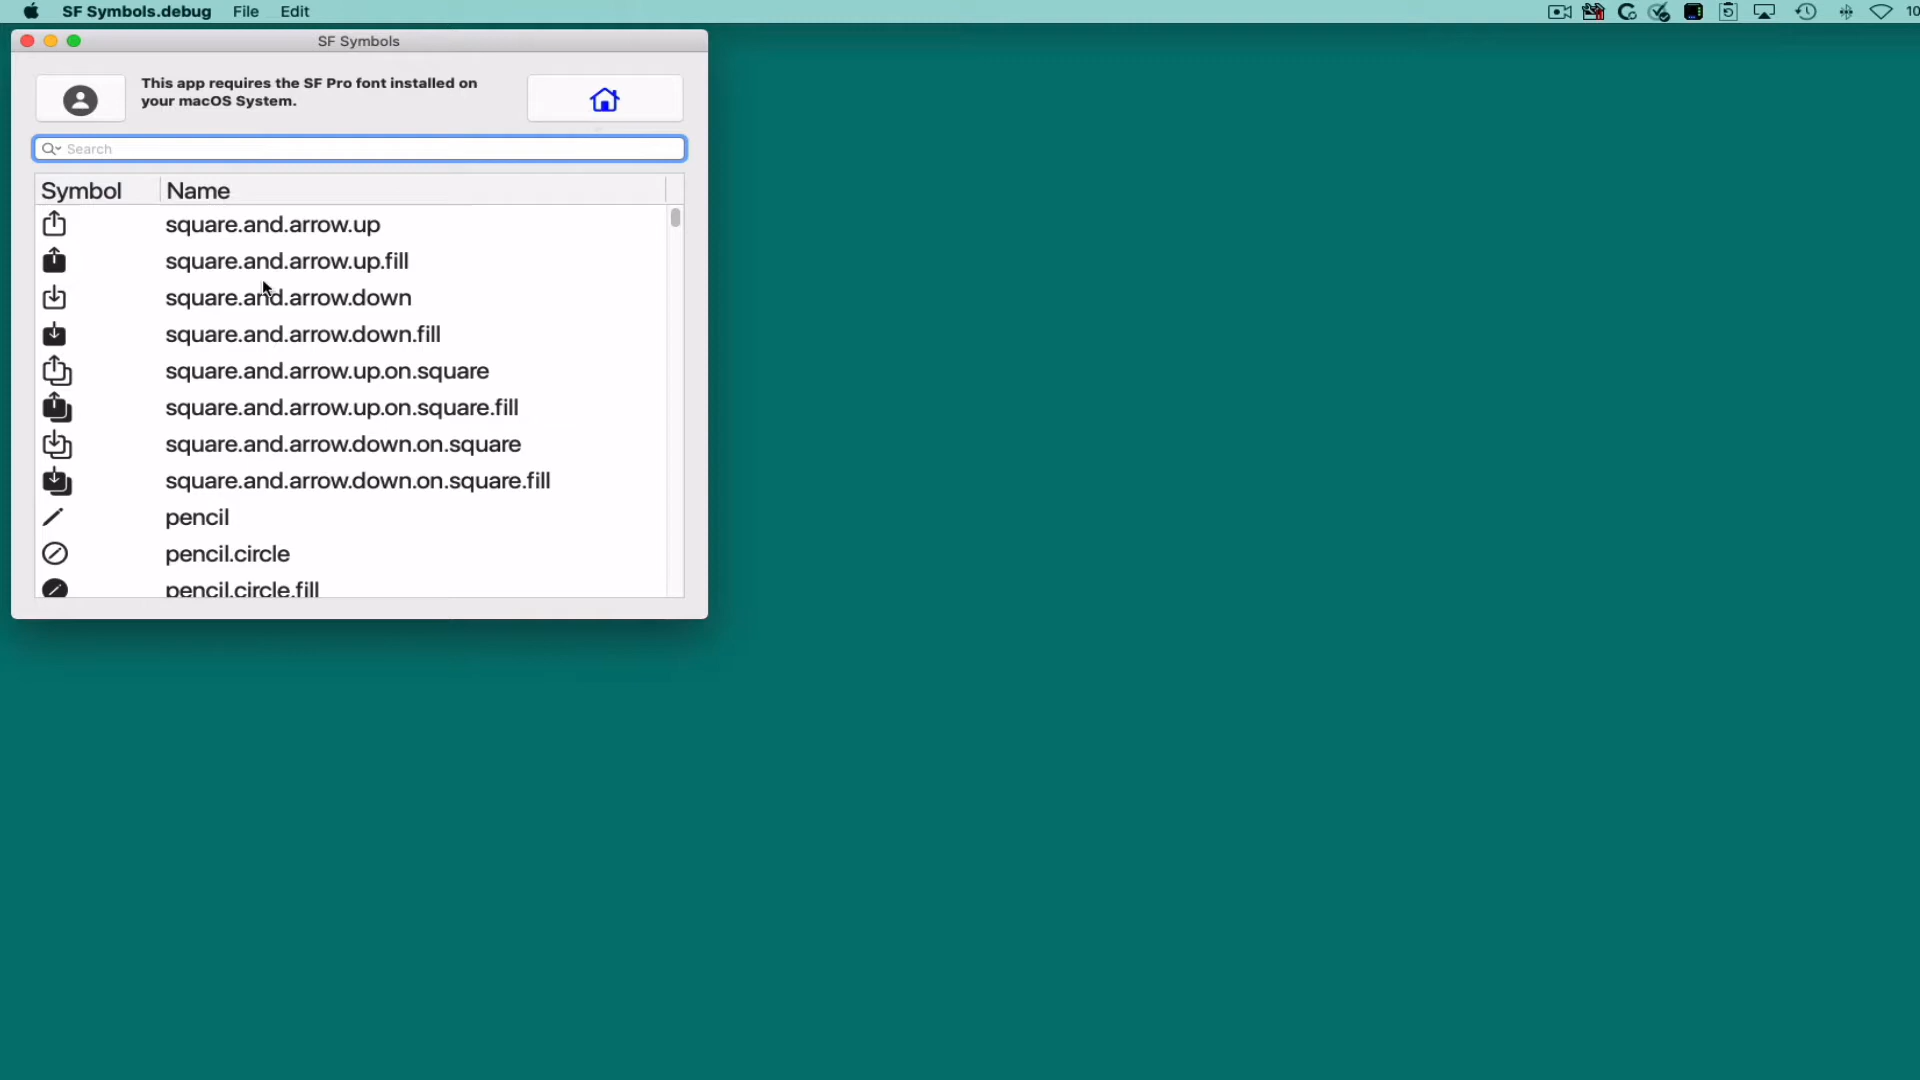 SF Symbols.debug File Edit 10
SF Symbols
This app requires the SF Pro font installed on
your macOS System.
Search
Symbol Name
square.and.arrow.up
square.and.arrow.up.fill
square.and.arrow.down
square.and.arrow.down.fill
square.and.arrow.up.on.square
square.and.arrow.up.on.square.fill
square.and.arrow.down.on.square
square.and.arrow.down.on.square.fill
pencil
pencil.circle
pencil.circle.fill